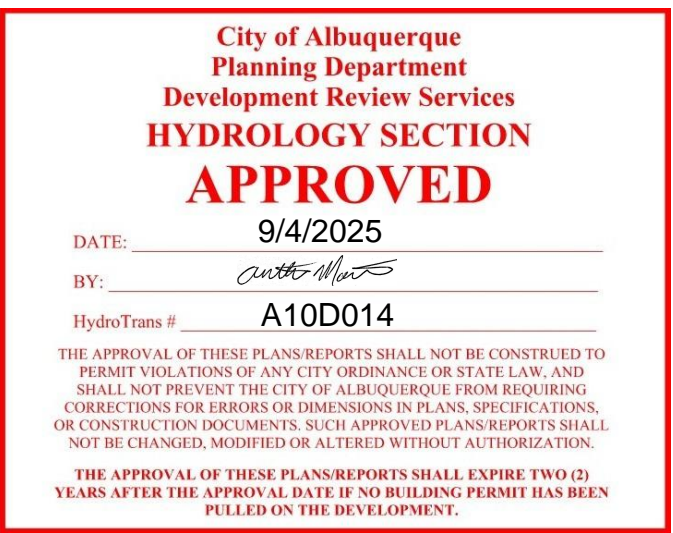 City of Albuquerque
Planning Department
Development Review Services
HYDROLOGY SECTION
APPROVED
DATE: 9/4/2025
BY:
HydroTrans # A10D014
THE APPROVAL OF THESE PLANS/REPORTS SHALL NOT BE CONSTRUED TO
PERMIT VIOLATIONS OF ANY CITY ORDINANCE OR STATE LAW, AND
SHALL NOT PREVENT THE CITY OF ALBUQUERQUE FROM REQUIRING
CORRECTIONS FOR ERRORS OR DIMENSIONS IN PLANS, SPECIFICATIONS,
OR CONSTRUCTION DOCUMENTS. SUCH APPROVED PLANS/REPORTS SHALL
NOT BE CHANGED, MODIFIED OR ALTERED WITHOUT AUTHORIZATION.
THE APPROVAL OF THESE PLANS/REPORTS SHALL EXPIRE TWO (2)
YEARS AFTER THE APPROVAL DATE IF NO BUILDING PERMIT HAS BEEN
PULLED ON THE DEVELOPMENT.